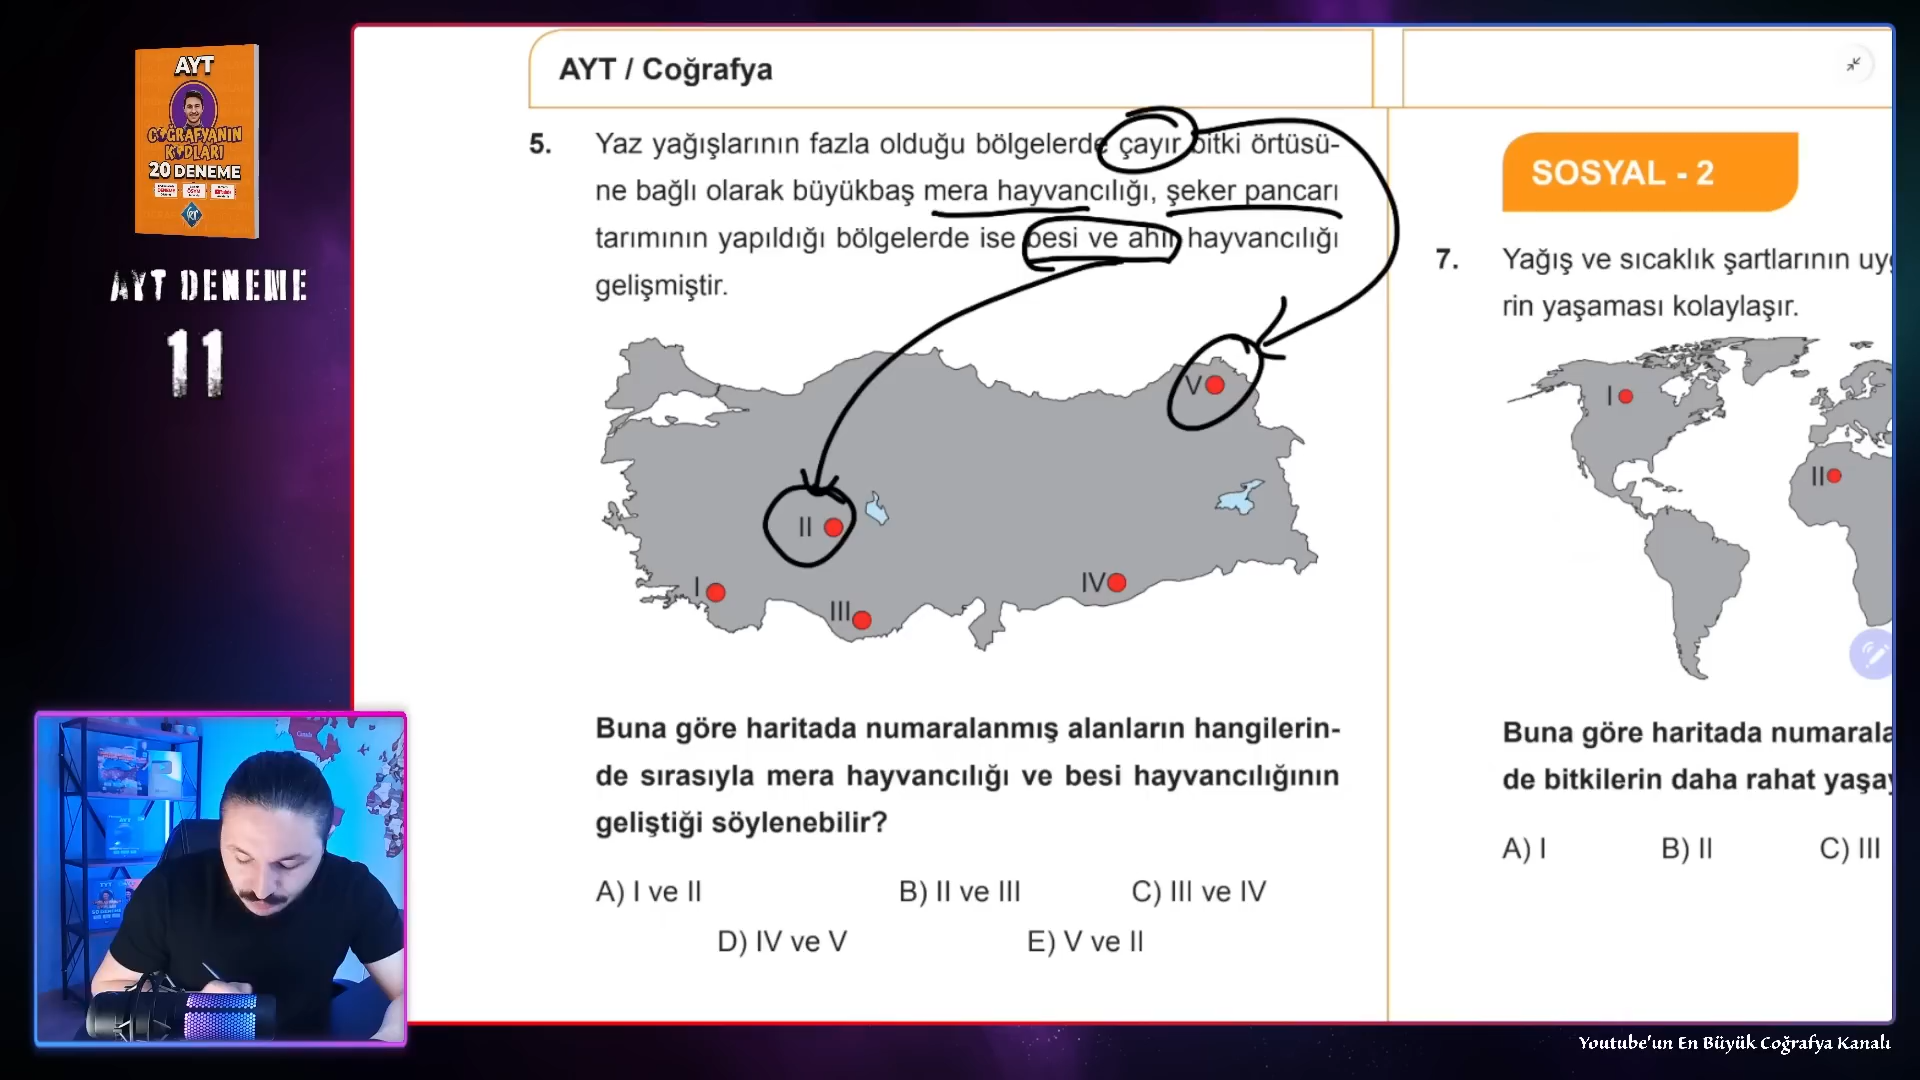 AYT
COĞRAFYANIN
KODLARI
20 DENEME
AYT DENEME
11
AYT / Coğrafya
5. Yaz yağışlarının fazla olduğu bölgelerde çayır bitki örtüsü-
ne bağlı olarak büyükbaş mera hayvancılığı, şeker pancarı
tarımının yapıldığı bölgelerde ise besi ve ahır hayvancılığı
gelişmiştir.
V
II
I
III
IV
Buna göre haritada numaralanmış alanların hangilerin-
de sırasıyla mera hayvancılığı ve besi hayvancılığının
geliştiği söylenebilir?
A) I ve II B) II ve III C) III ve IV
D) IV ve V E) V ve II
SOSYAL - 2
7. Yağış ve sıcaklık şartlarının
rin yaşaması kolaylaşır.
I
II
Buna göre haritada
de bitkilerin daha rahat
A) I B) II C) III
Youtube'un En Büyük Coğrafya Kanalı